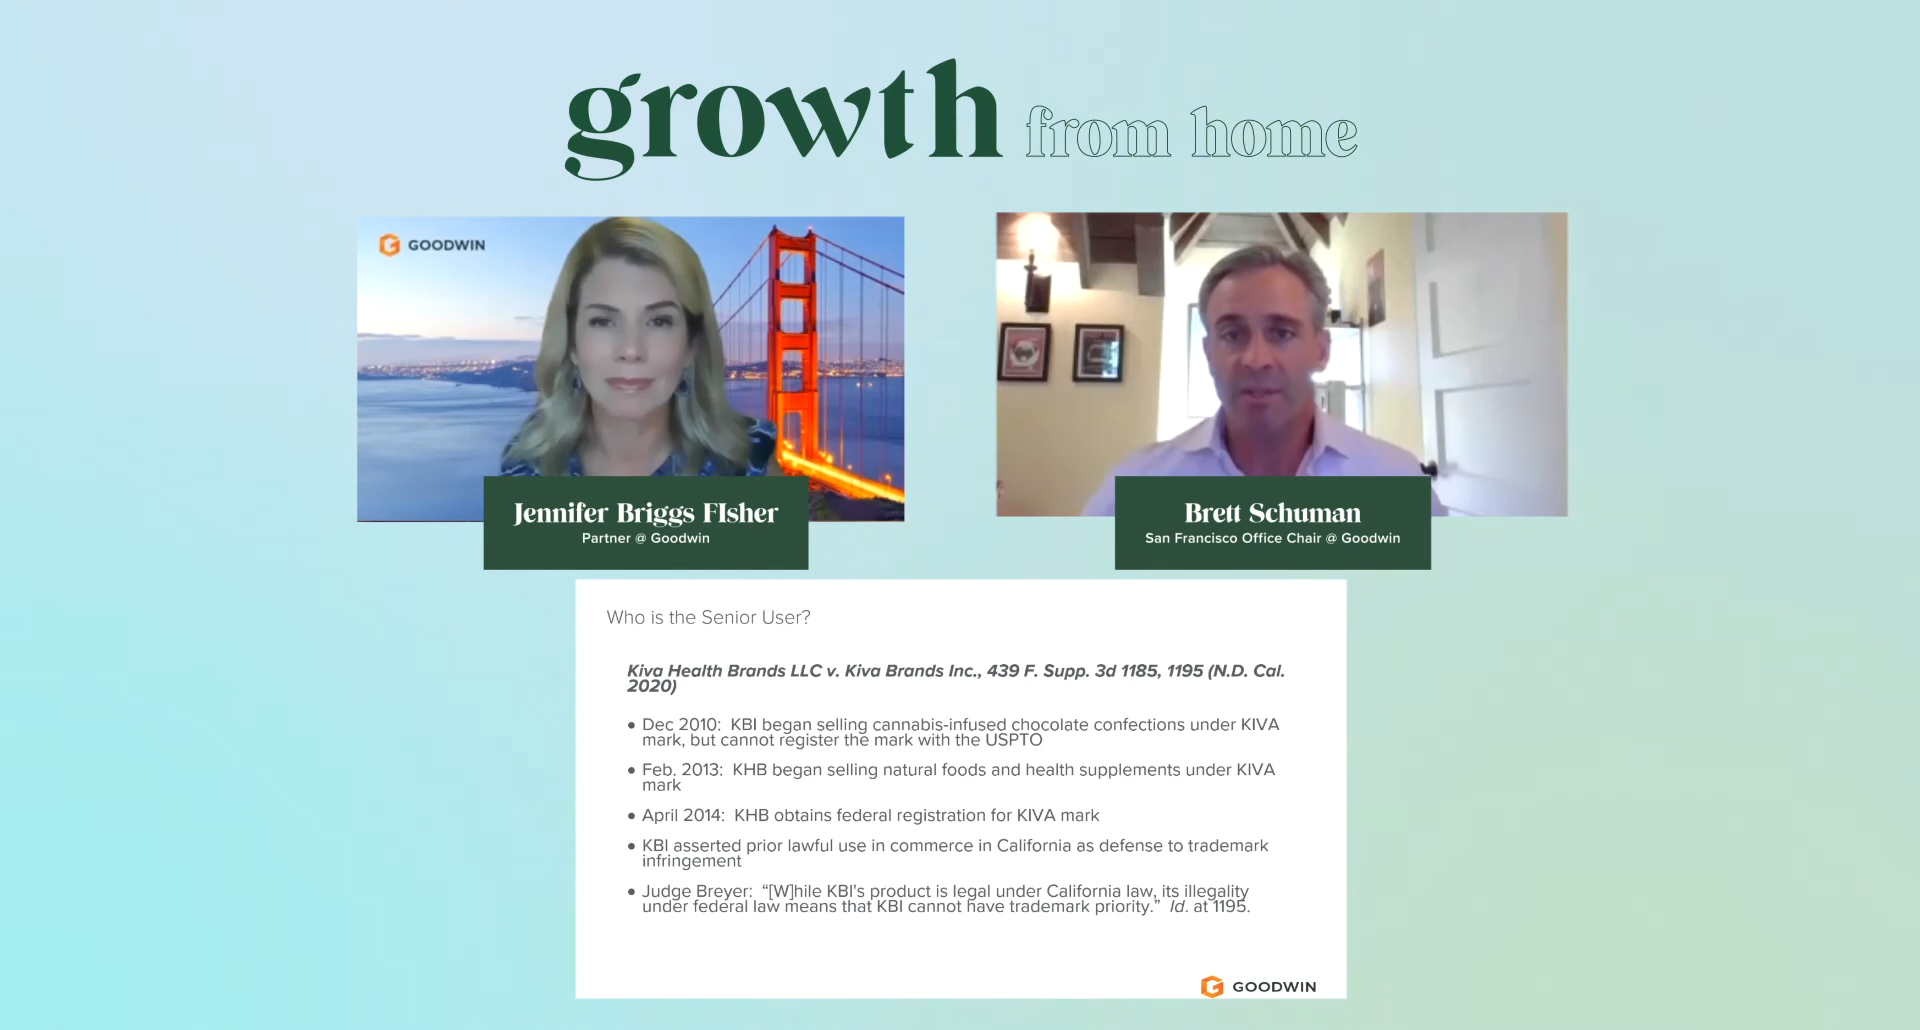 growth from home
GOODWIN
Jennifer Briggs FIsher
Partner @ Goodwin
Brett Schuman
San Francisco Office Chair @ Goodwin
Who is the Senior User?
Kiva Health Brands LLC v. Kiva Brands Inc., 439 F. Supp. 3d 1185, 1195 (N.D. Cal.
2020)
• Dec 2010:  KBI began selling cannabis-infused chocolate confections under KIVA
mark, but cannot register the mark with the USPTO
• Feb. 2013:  KHB began selling natural foods and health supplements under KIVA
mark
• April 2014:  KHB obtains federal registration for KIVA mark
• KBI asserted prior lawful use in commerce in California as defense to trademark
infringement
• Judge Breyer:  “[W]hile KBI's product is legal under California law, its illegality
under federal law means that KBI cannot have trademark priority.”  Id. at 1195.
GOODWIN